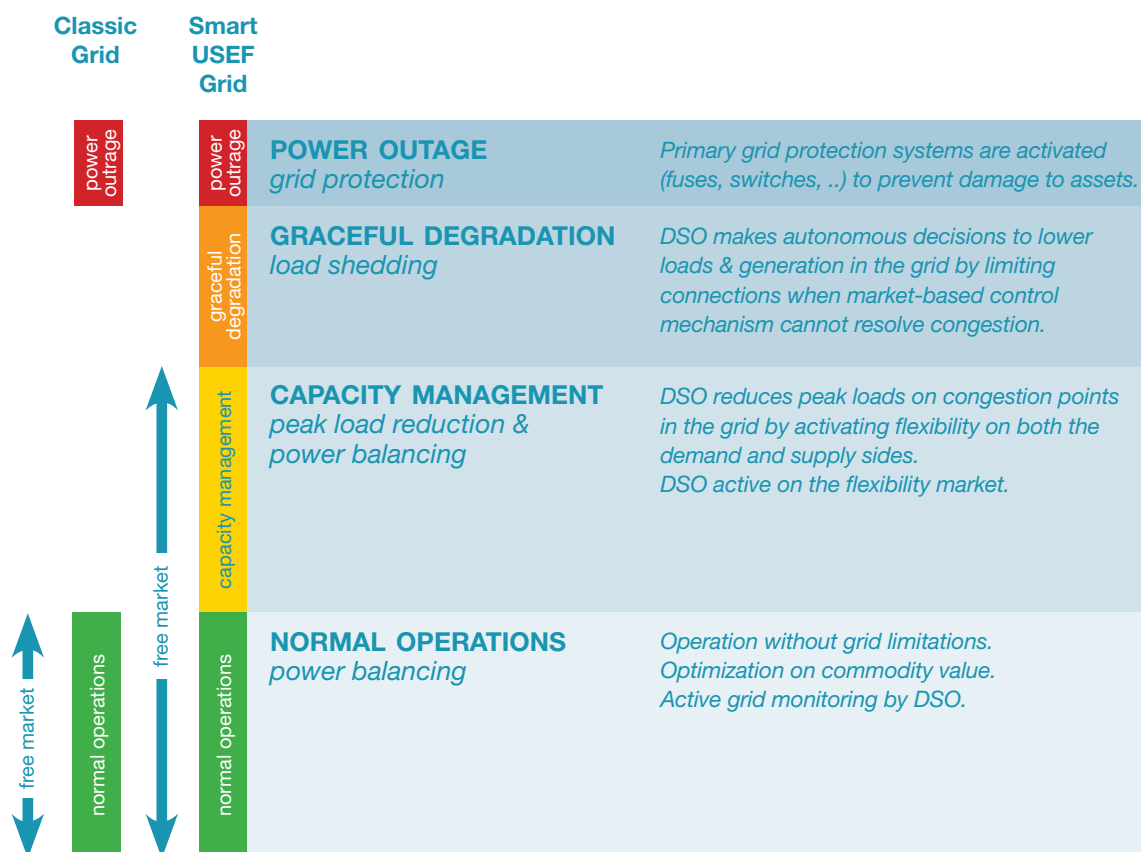 Classic
Grid
Smart
USEF
Grid
power
outrage
power
outrage
POWER OUTAGE
grid protection
Primary grid protection systems are activated
(fuses, switches, ..) to prevent damage to assets.
graceful
degradation
GRACEFUL DEGRADATION
load shedding
DSO makes autonomous decisions to lower
loads & generation in the grid by limiting
connections when market-based control
mechanism cannot resolve congestion.
capacity management
CAPACITY MANAGEMENT
peak load reduction &
power balancing
DSO reduces peak loads on congestion points
in the grid by activating flexibility on both the
demand and supply sides.
DSO active on the flexibility market.
free market
normal operations
free market
normal operations
NORMAL OPERATIONS
power balancing
Operation without grid limitations.
Optimization on commodity value.
Active grid monitoring by DSO.